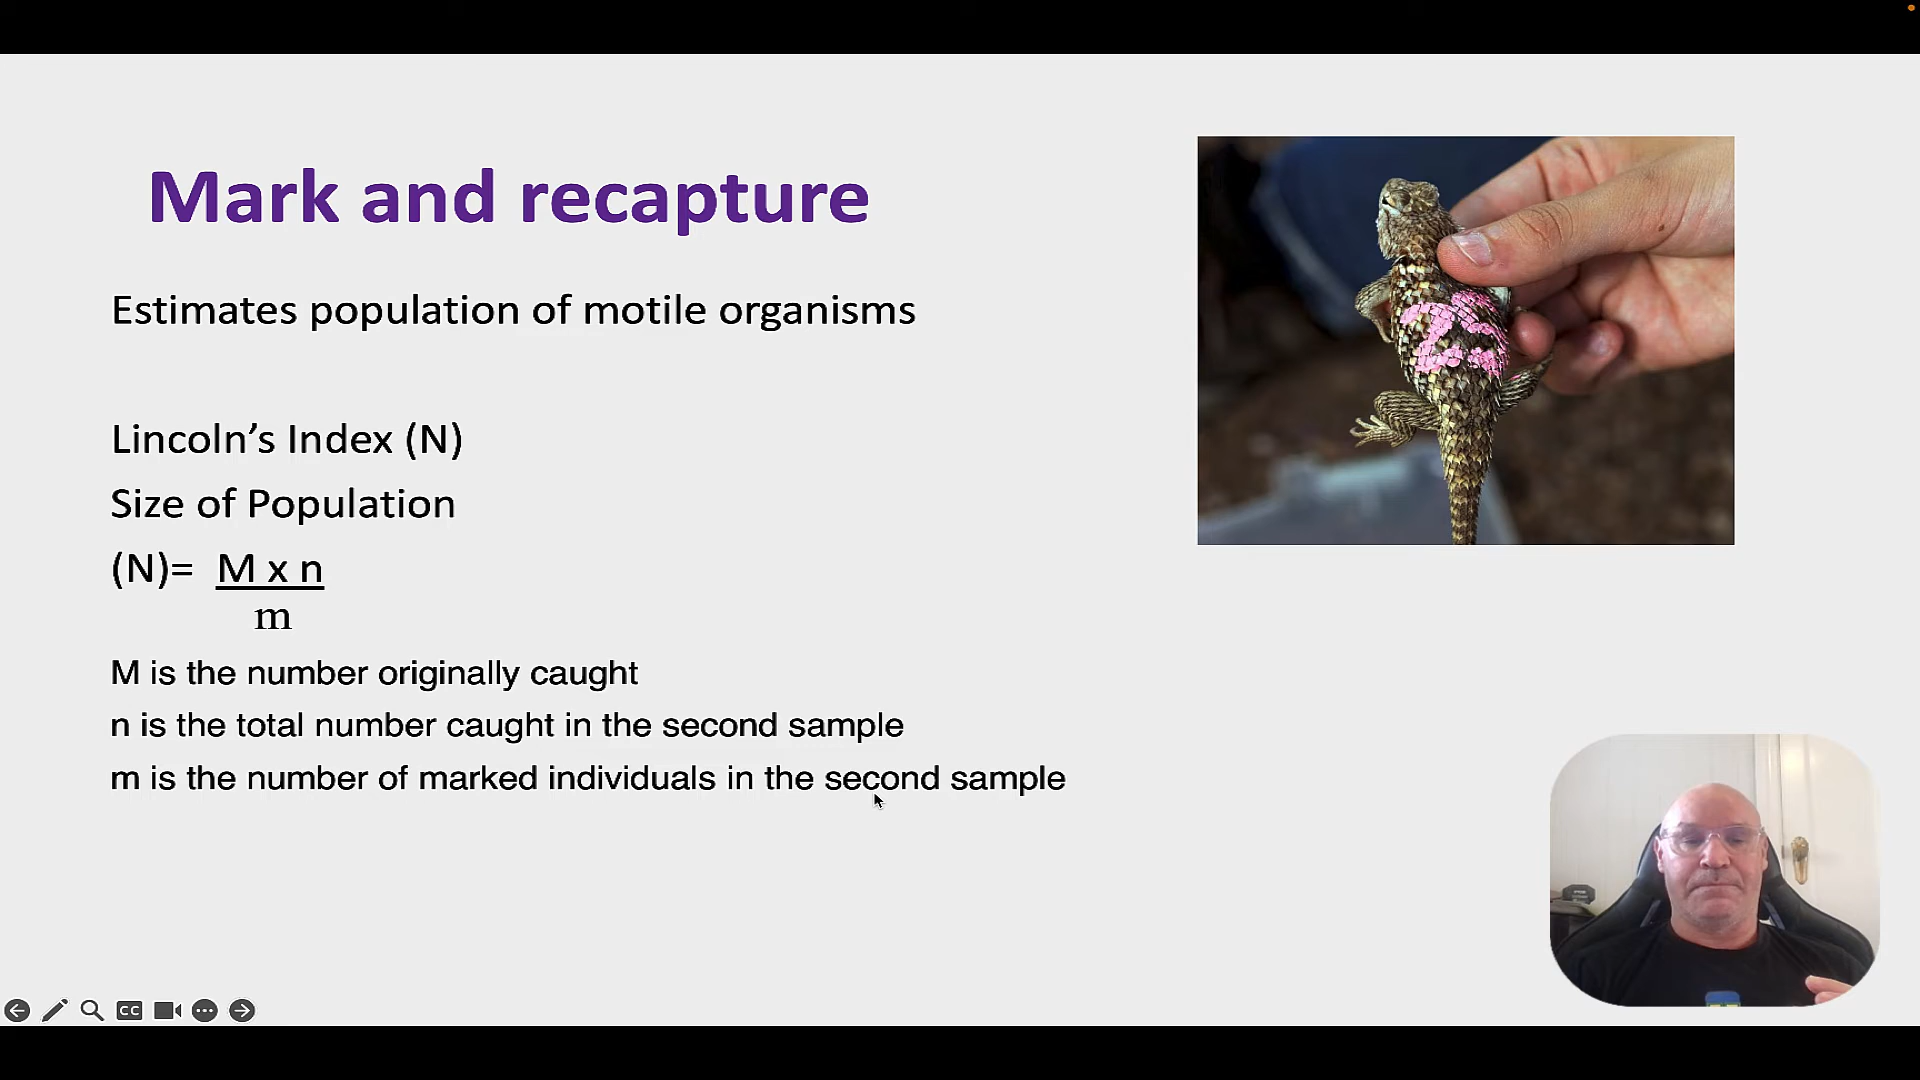 Mark and recapture
Estimates population of motile organisms
Lincoln’s Index (N)
Size of Population
(N)= M x n
m
M is the number originally caught
n is the total number caught in the second sample
m is the number of marked individuals in the second sample
CC